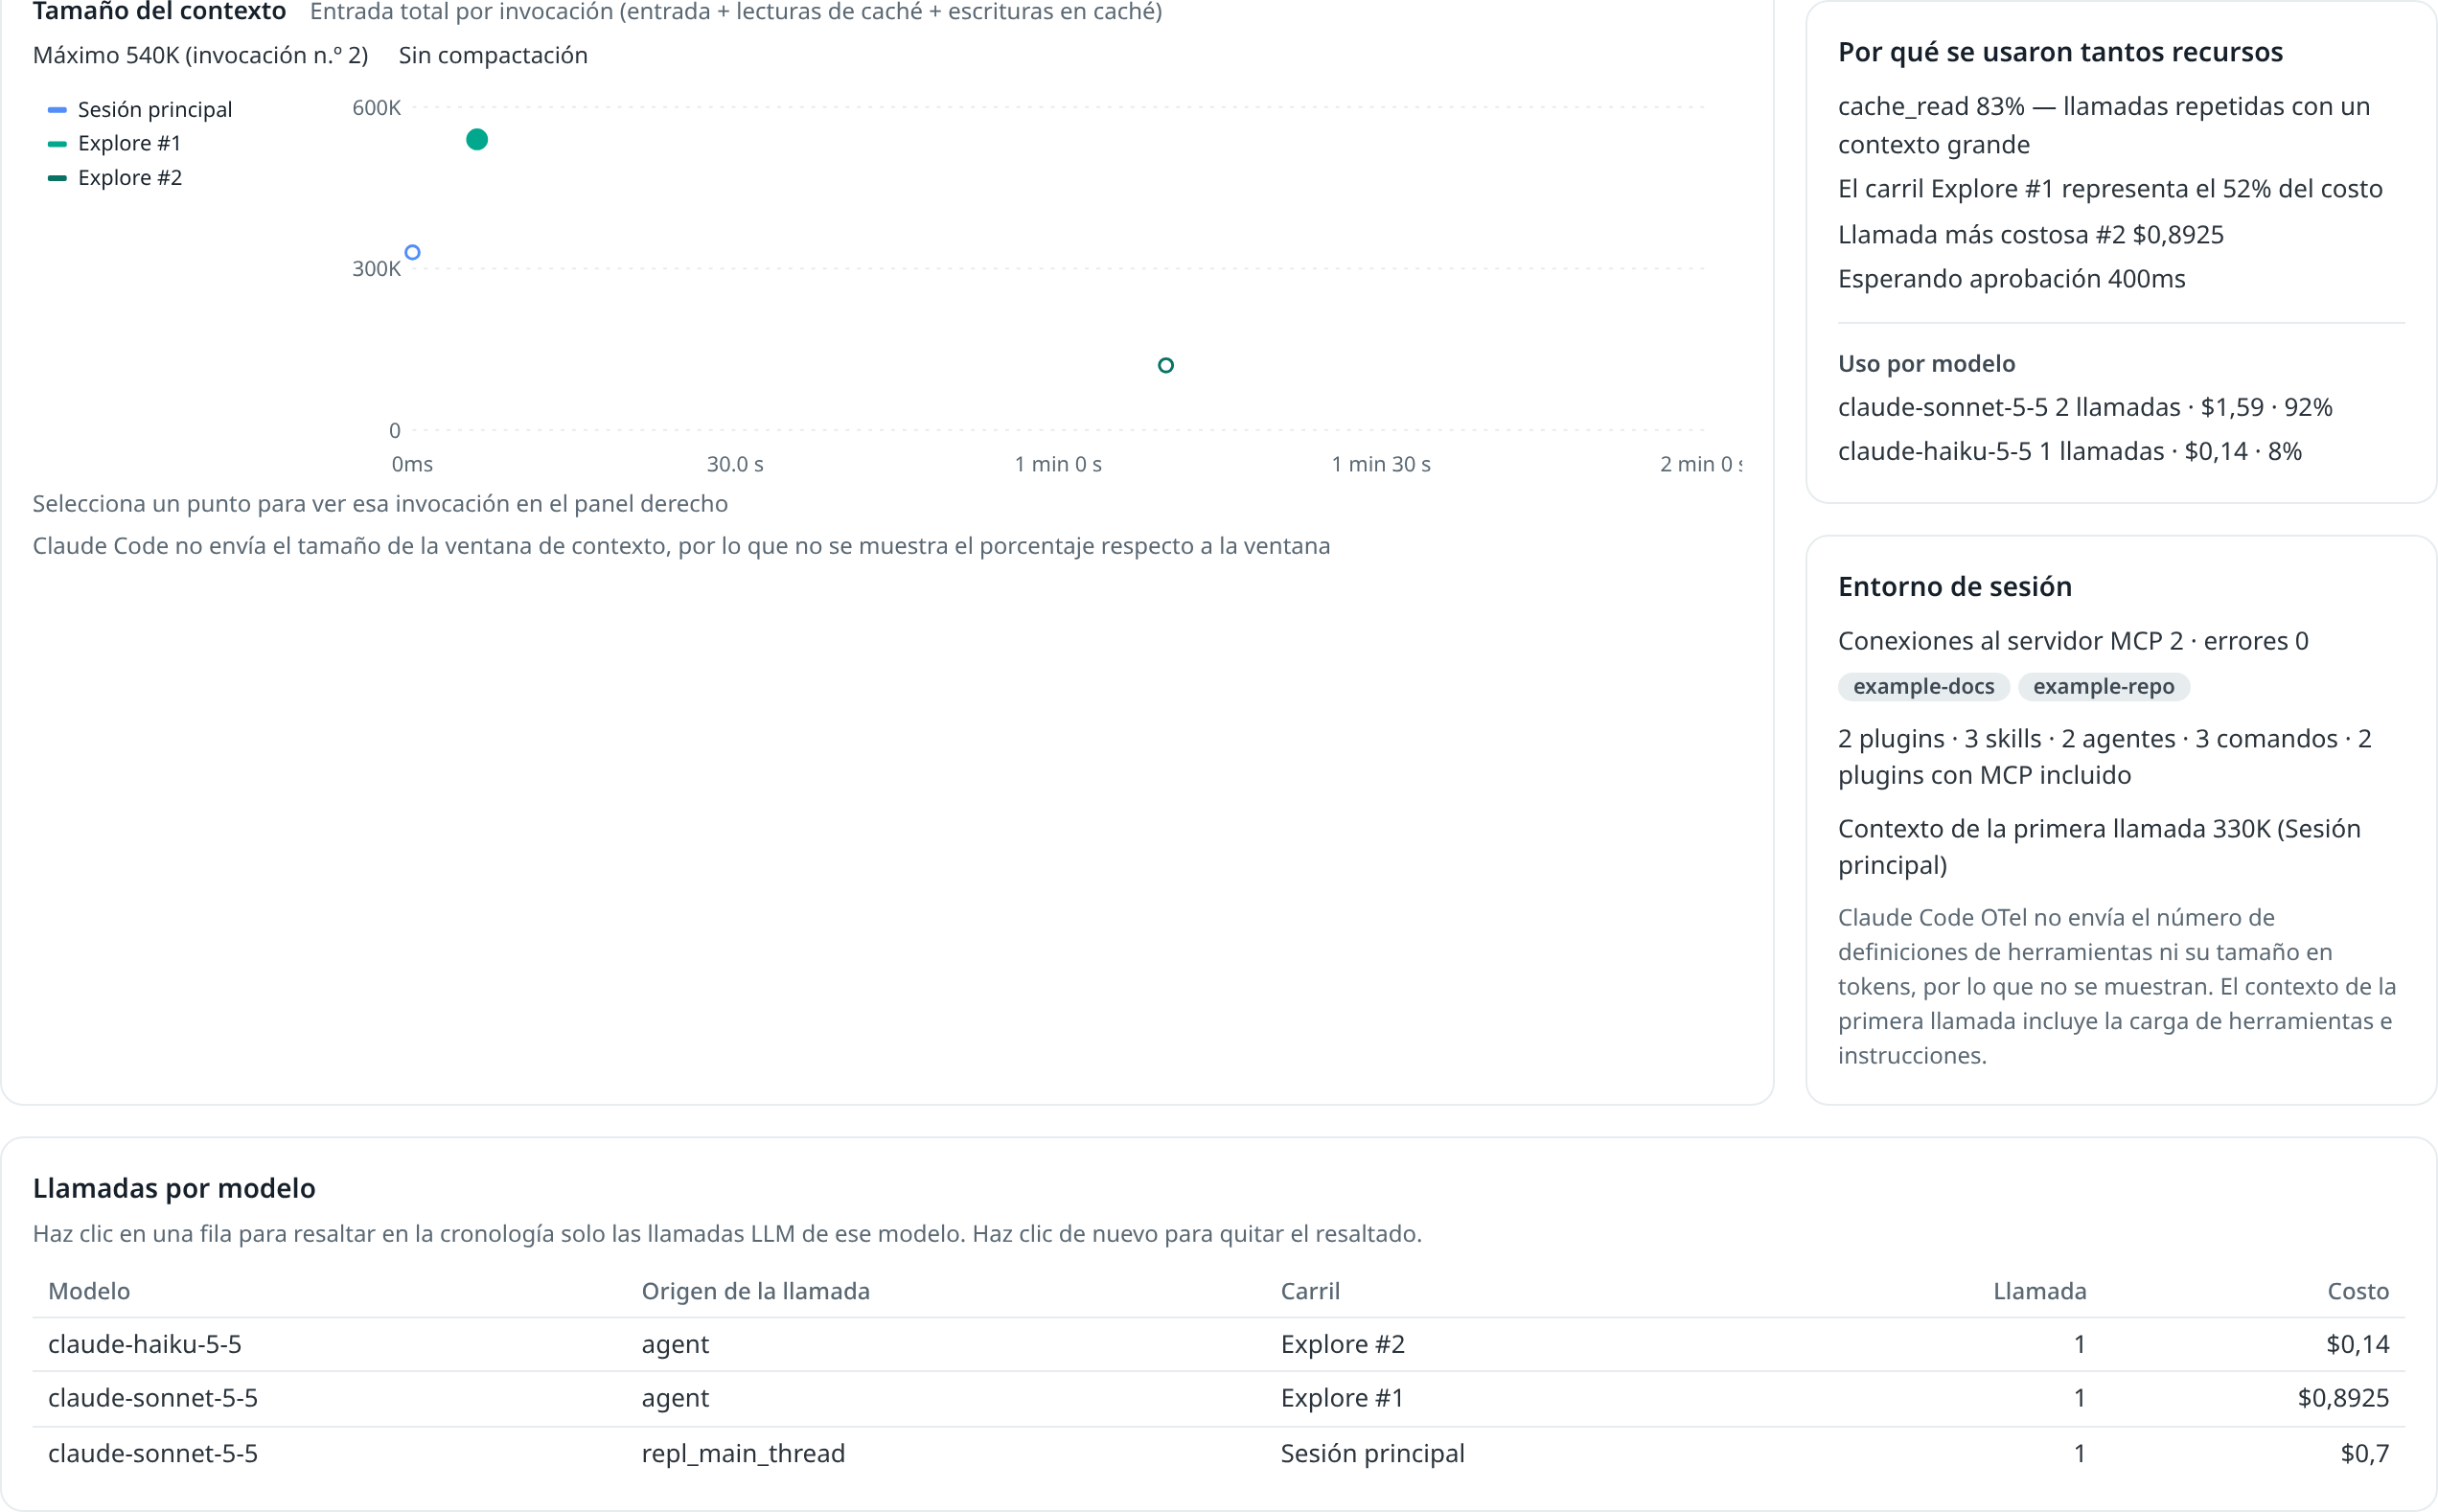 Tamaño del contexto Entrada total por invocación (entrada + lecturas de caché + escrituras en caché)
Máximo 540K (invocación n.º 2) Sin compactación
Sesión principal
Explore #1
Explore #2
600K
300K
0
0ms 30.0 s 1 min 0 s 1 min 30 s 2 min 0 s
Selecciona un punto para ver esa invocación en el panel derecho
Claude Code no envía el tamaño de la ventana de contexto, por lo que no se muestra el porcentaje respecto a la ventana
Por qué se usaron tantos recursos
cache_read 83% — llamadas repetidas con un
contexto grande
El carril Explore #1 representa el 52% del costo
Llamada más costosa #2 $0,8925
Esperando aprobación 400ms
Uso por modelo
claude-sonnet-5-5 2 llamadas · $1,59 · 92%
claude-haiku-5-5 1 llamadas · $0,14 · 8%
Entorno de sesión
Conexiones al servidor MCP 2 · errores 0
example-docs example-repo
2 plugins · 3 skills · 2 agentes · 3 comandos · 2
plugins con MCP incluido
Contexto de la primera llamada 330K (Sesión
principal)
Claude Code OTel no envía el número de
definiciones de herramientas ni su tamaño en
tokens, por lo que no se muestran. El contexto de la
primera llamada incluye la carga de herramientas e
instrucciones.
Llamadas por modelo
Haz clic en una fila para resaltar en la cronología solo las llamadas LLM de ese modelo. Haz clic de nuevo para quitar el resaltado.
Modelo Origen de la llamada Carril Llamada Costo
claude-haiku-5-5 agent Explore #2 1 $0,14
claude-sonnet-5-5 agent Explore #1 1 $0,8925
claude-sonnet-5-5 repl_main_thread Sesión principal 1 $0,7